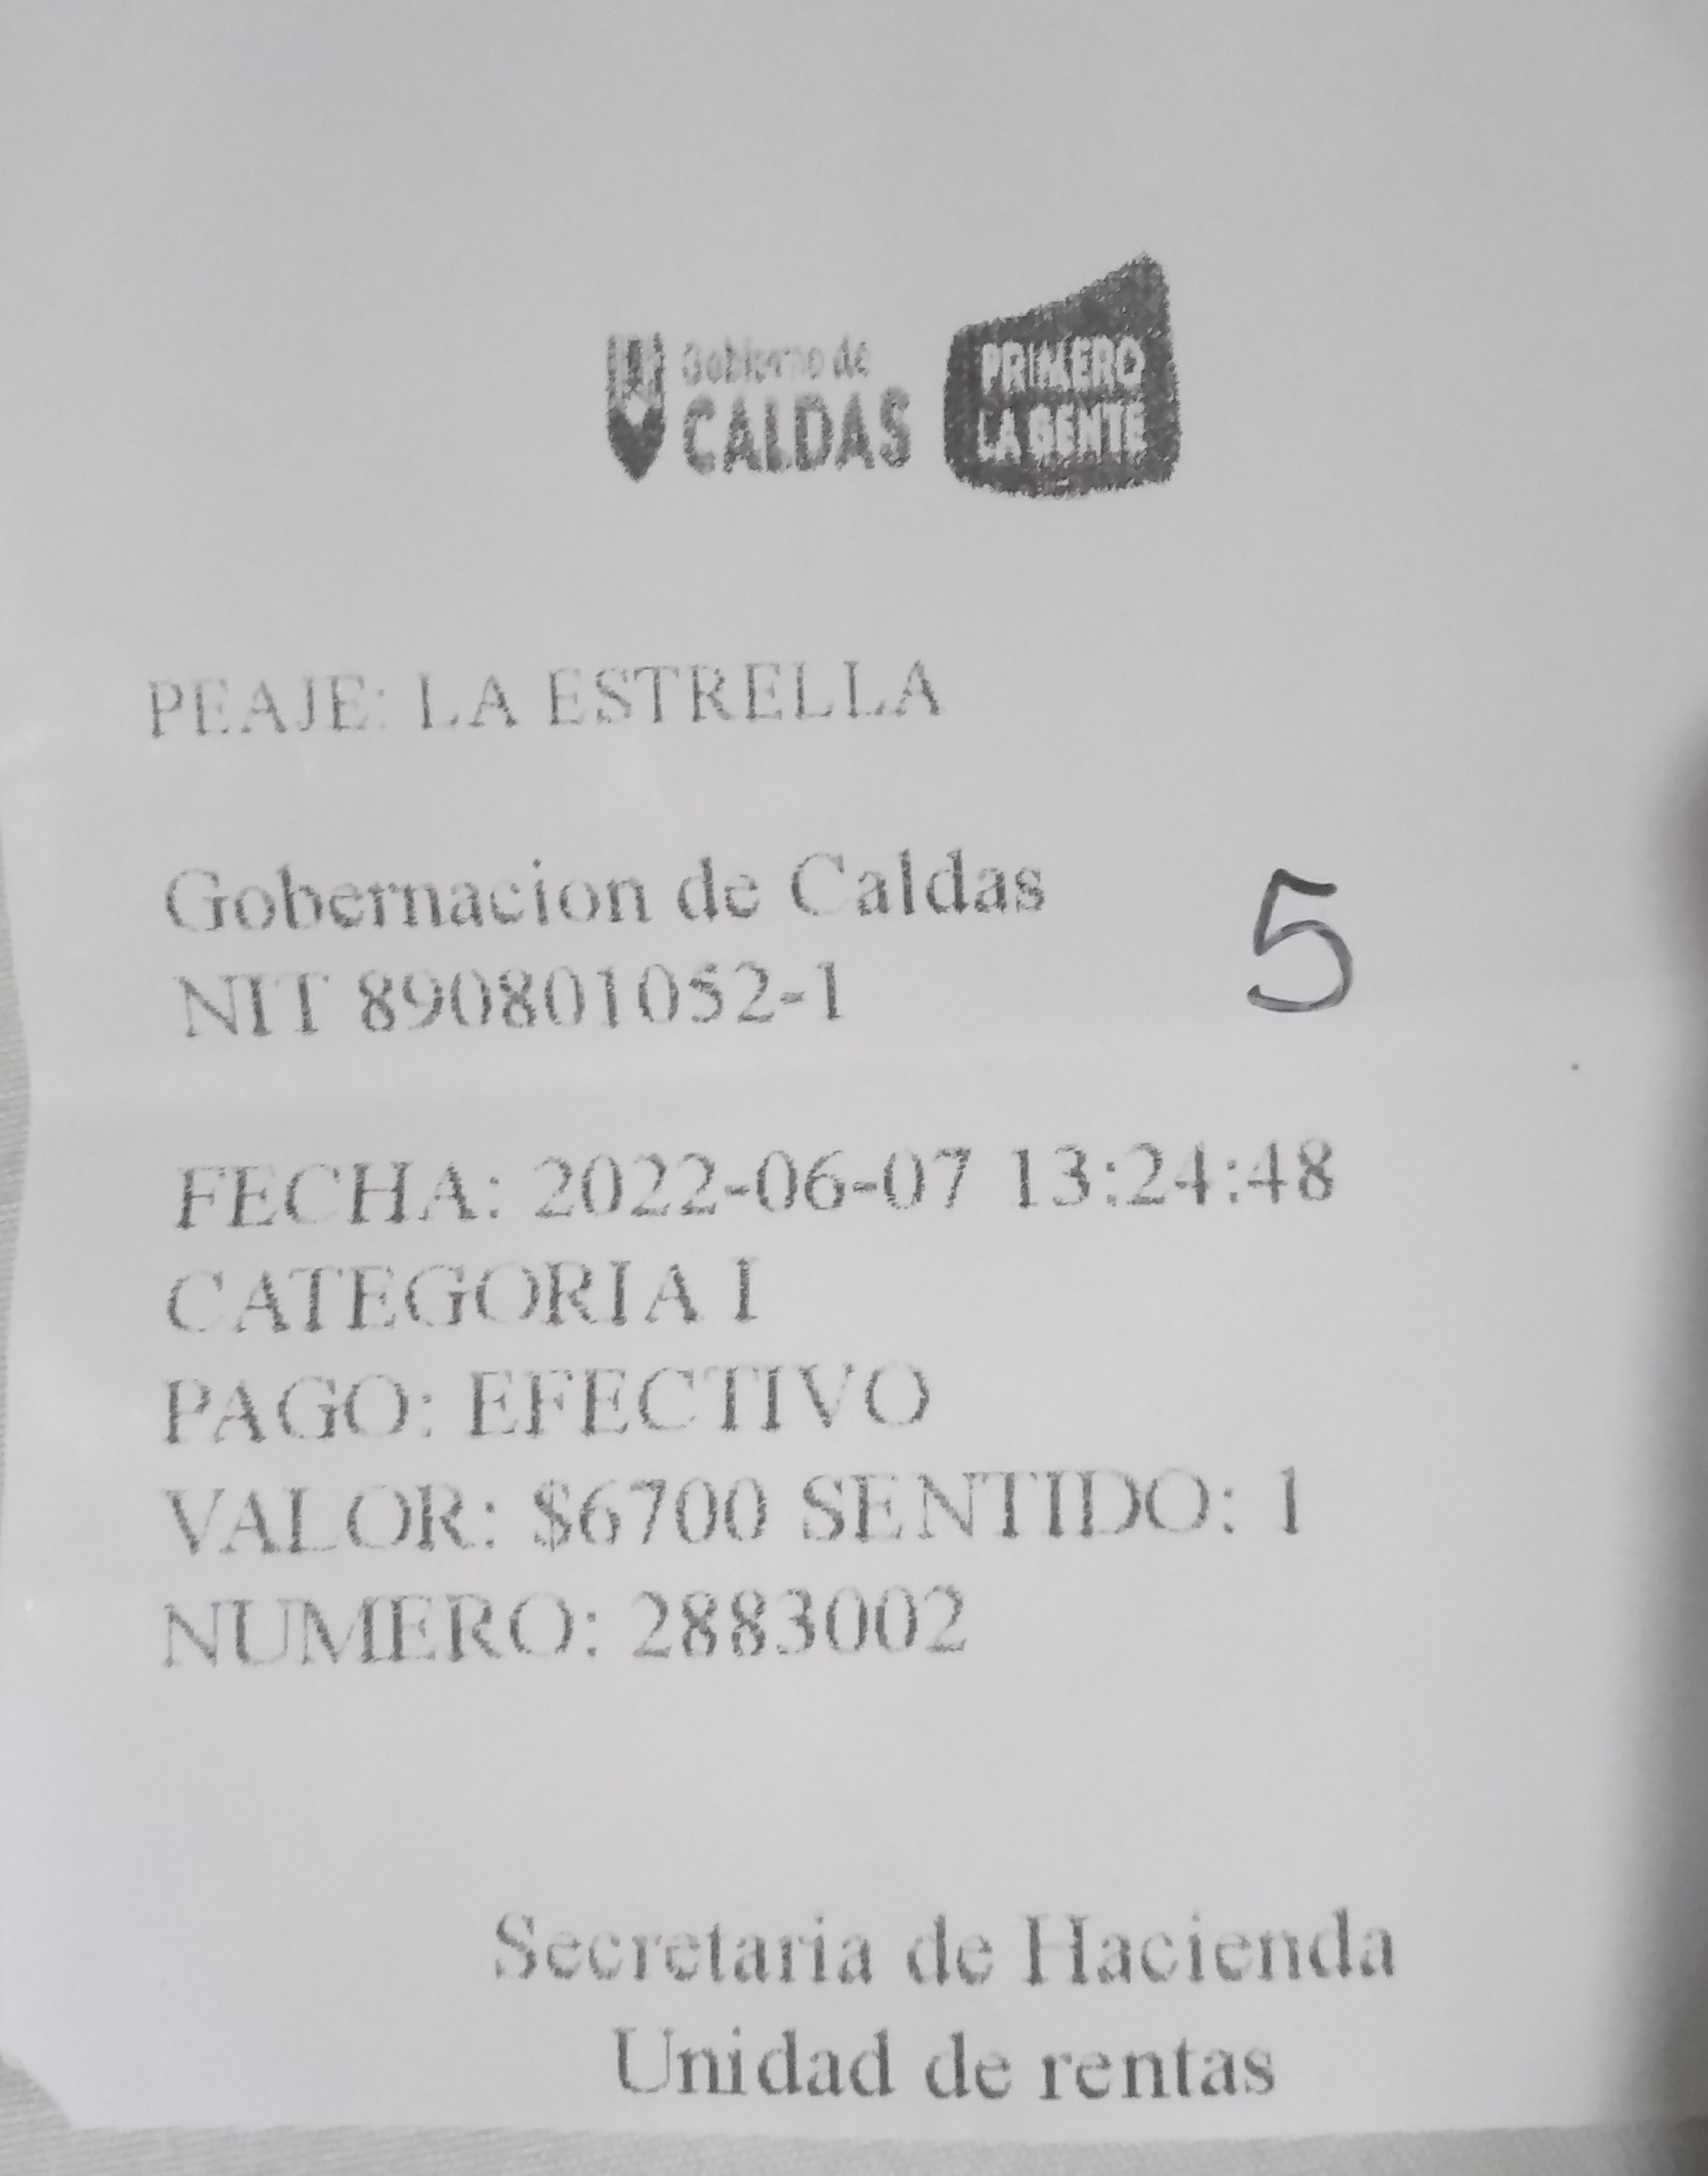 Gobierno de
CALDAS
PRIMERO
LA GENTE
PEAJE: LA ESTRELLA
Gobernacion de Caldas
NIT 890801052-1
5
FECHA: 2022-06-07 13:24:48
CATEGORIA I
PAGO: EFECTIVO
VALOR: $6700 SENTIDO: 1
NUMERO: 2883002
Secretaria de Hacienda
Unidad de rentas